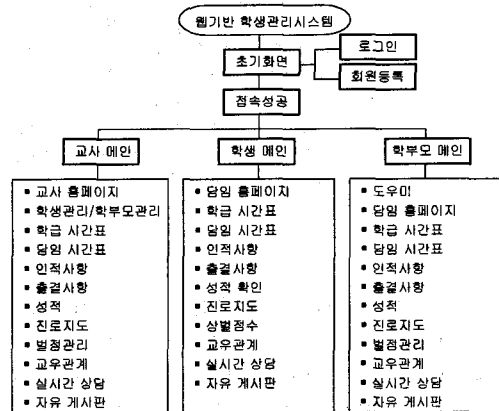 웹기반 학생관리시스템
초기화면
로그인
회원등록
접속성공
교사 메인
학생 메인
학부모 메인
▪ 교사 홈페이지
▪ 학생관리/학부모관리
▪ 학급 시간표
▪ 담임 시간표
▪ 인적사항
▪ 출결사항
▪ 성적
▪ 진로지도
▪ 벌점관리
▪ 교우관계
▪ 실시간 상담
▪ 자유 게시판
▪ 담임 홈페이지
▪ 학급 시간표
▪ 담임 시간표
▪ 인적사항
▪ 출결사항
▪ 성적 확인
▪ 진로지도
▪ 상벌점수
▪ 교우관계
▪ 실시간 상담
▪ 자유 게시판
▪ 도우미
▪ 담임 홈페이지
▪ 학급 시간표
▪ 담임 시간표
▪ 인적사항
▪ 출결사항
▪ 성적
▪ 진로지도
▪ 벌점관리
▪ 교우관계
▪ 실시간 상담
▪ 자유 게시판